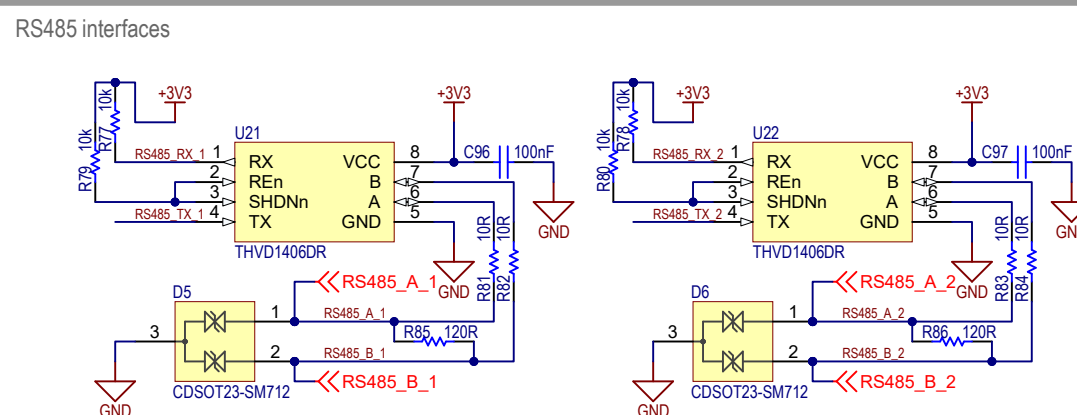 RS485 interfaces
+3V3 +3V3 +3V3 +3V3
10k 10k R77 R79
10k 10k R78 R80
U21 U22
C96 100nF C97 100nF
RS485_RX_1 1 RX VCC 8
2 REn B 7
3 SHDNn A 6
RS485_TX_1 4 TX GND 5
THVD1406DR
GND
GND
10R 10R
R81 R82
RS485_RX_2 1 RX VCC 8
2 REn B 7
3 SHDNn A 6
RS485_TX_2 4 TX GND 5
THVD1406DR
GND
GN
10R 10R
R83 R84
D5
RS485_A_1
1 RS485_A_1
3
R85 120R
2 RS485_B_1
RS485_B_1
CDSOT23-SM712
GND
D6
RS485_A_2
1 RS485_A_2
3
R86 120R
2 RS485_B_2
RS485_B_2
CDSOT23-SM712
GND